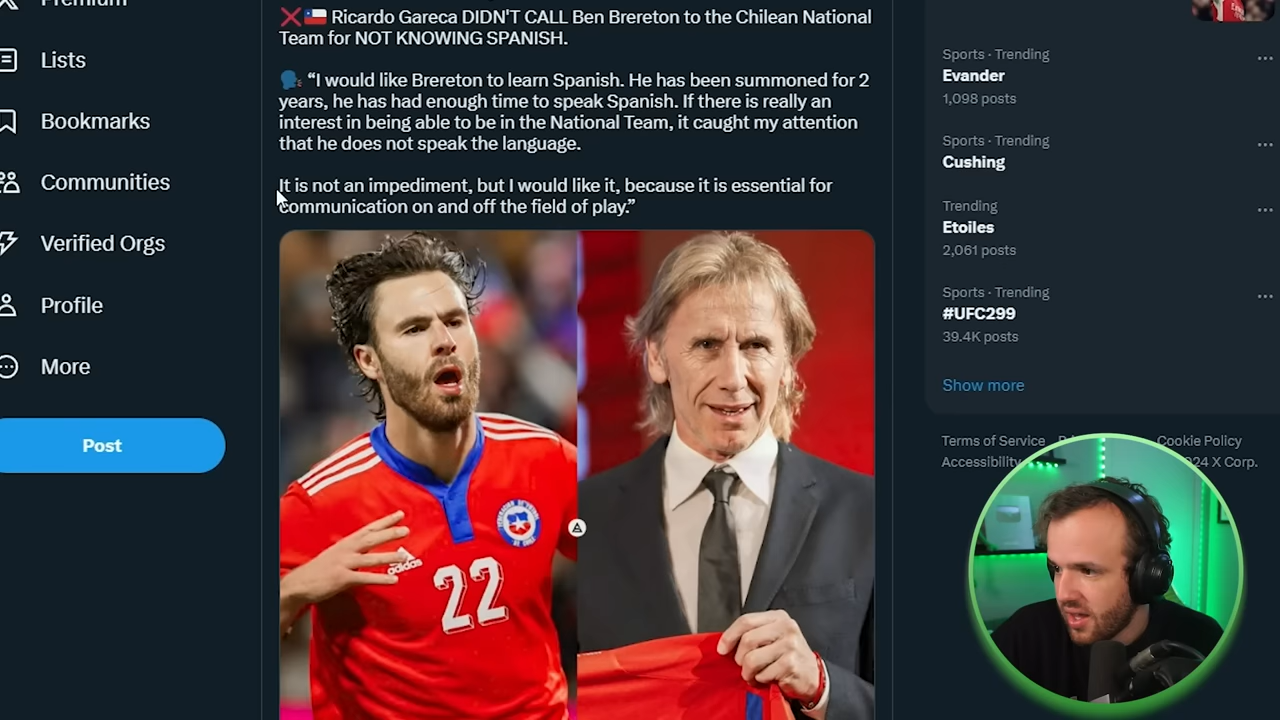 Premium
Lists
Bookmarks
Communities
Verified Orgs
Profile
More
Post
❌🇨🇱 Ricardo Gareca DIDN'T CALL Ben Brereton to the Chilean National
Team for NOT KNOWING SPANISH.
🗣️ “I would like Brereton to learn Spanish. He has been summoned for 2
years, he has had enough time to speak Spanish. If there is really an
interest in being able to be in the National Team, it caught my attention
that he does not speak the language.
It is not an impediment, but I would like it, because it is essential for
communication on and off the field of play.”
adidas
22
Sports · Trending
Evander
1,098 posts
Sports · Trending
Cushing
Trending
Etoiles
2,061 posts
Sports · Trending
#UFC299
39.4K posts
Show more
Terms of Service Cookie Policy
Accessibility 24 X Corp.